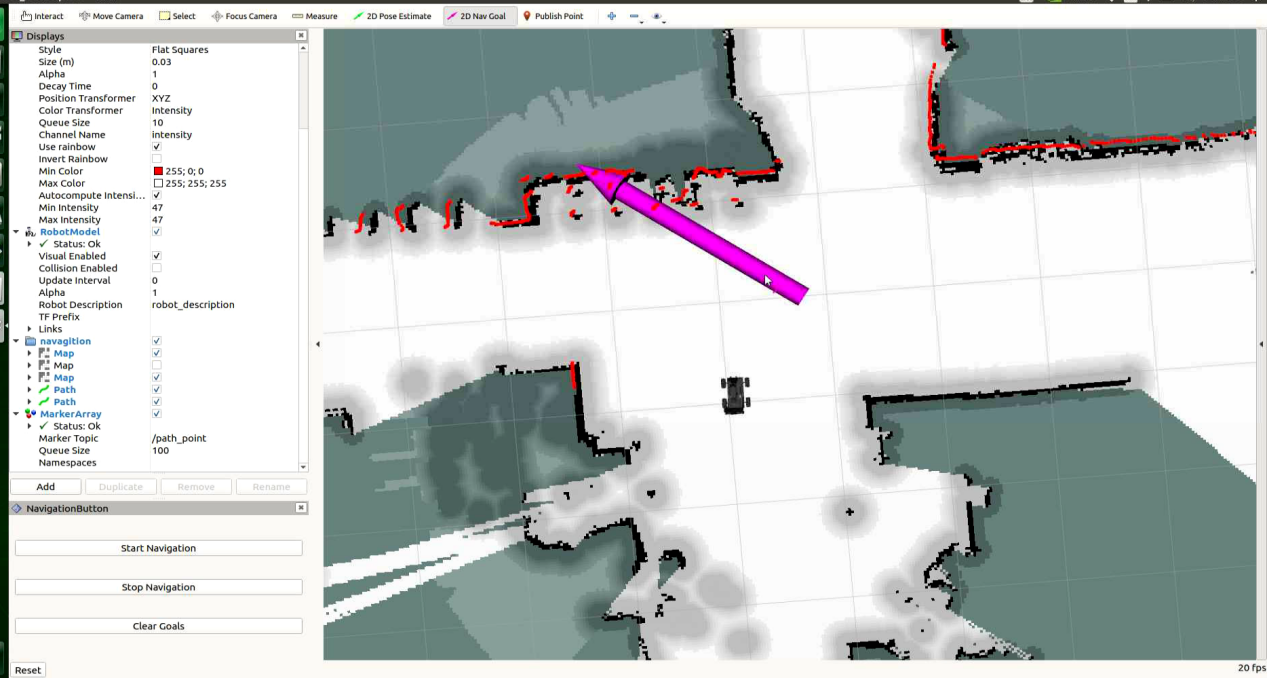 Interact Move Camera Select Focus Camera Measure 2D Pose Estimate 2D Nav Goal Publish Point
Displays
Style Flat Squares
Size (m) 0.03
Alpha 1
Decay Time 0
Position Transformer XYZ
Color Transformer Intensity
Queue Size 10
Channel Name intensity
Use rainbow
Invert Rainbow
Min Color 255; 0; 0
Max Color 255; 255; 255
Autocompute Intensi...
Min Intensity 47
Max Intensity 47
RobotModel
Status: Ok
Visual Enabled
Collision Enabled
Update Interval 0
Alpha 1
Robot Description robot_description
TF Prefix
Links
navagition
Map
Map
Map
Path
Path
MarkerArray
Status: Ok
Marker Topic /path_point
Queue Size 100
Namespaces
Add Duplicate Remove Rename
NavigationButton
Start Navigation
Stop Navigation
Clear Goals
Reset 20 fps